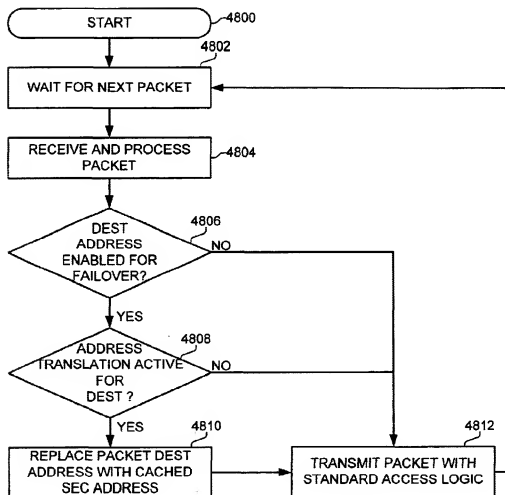 START
4800
4802
WAIT FOR NEXT PACKET
RECEIVE AND PROCESS
PACKET
4804
4806
DEST
ADDRESS
ENABLED FOR
FAILOVER?
NO
YES
4808
ADDRESS
TRANSLATION ACTIVE
FOR
DEST ?
NO
YES
4810
REPLACE PACKET DEST
ADDRESS WITH CACHED
SEC ADDRESS
4812
TRANSMIT PACKET WITH
STANDARD ACCESS LOGIC